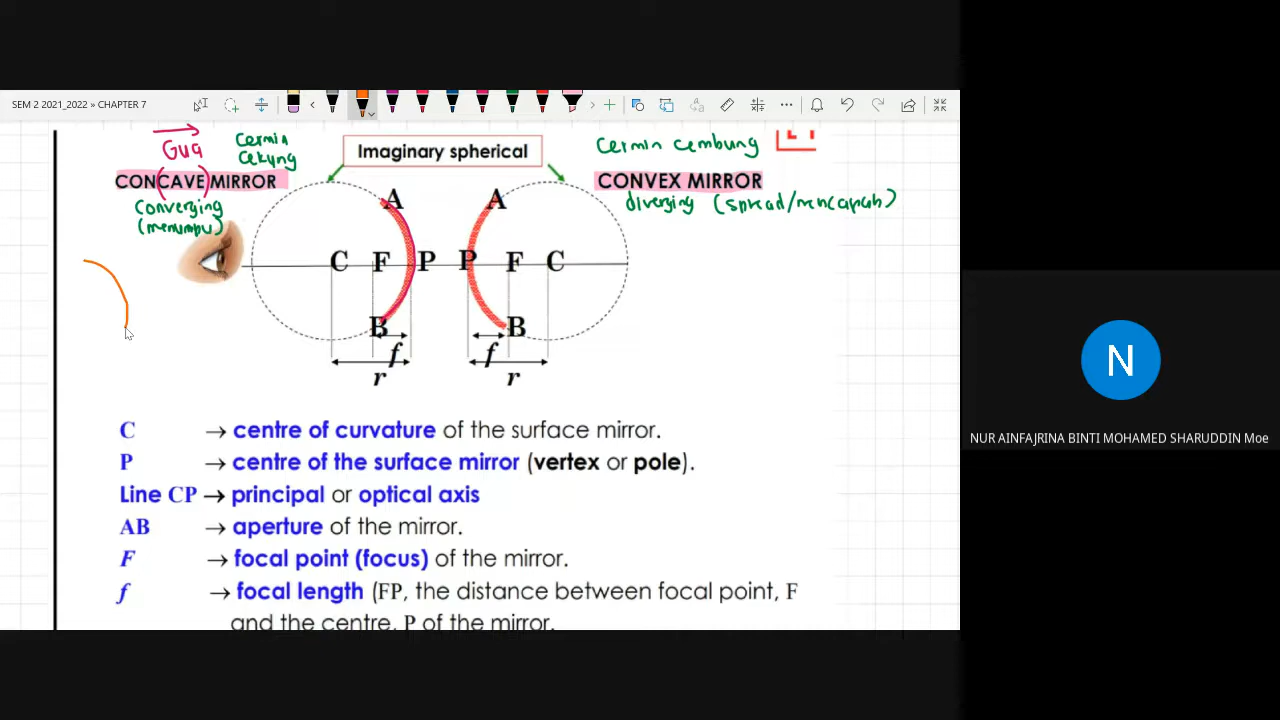 SEM 2 2021_2022 » CHAPTER 7
Gua
Cermin
Cekung
Imaginary spherical
Cermin cembung
CONCAVE MIRROR
CONVEX MIRROR
Converging
(menumpu)
diverging (spread/mencapah)
A
A
C F P P F C
B
B
f
f
r
r
C → centre of curvature of the surface mirror.
P → centre of the surface mirror (vertex or pole).
Line CP → principal or optical axis
AB → aperture of the mirror.
F → focal point (focus) of the mirror.
f → focal length (FP, the distance between focal point, F
and the centre, P of the mirror.
N
NUR AINFAJRINA BINTI MOHAMED SHARUDDIN Moe